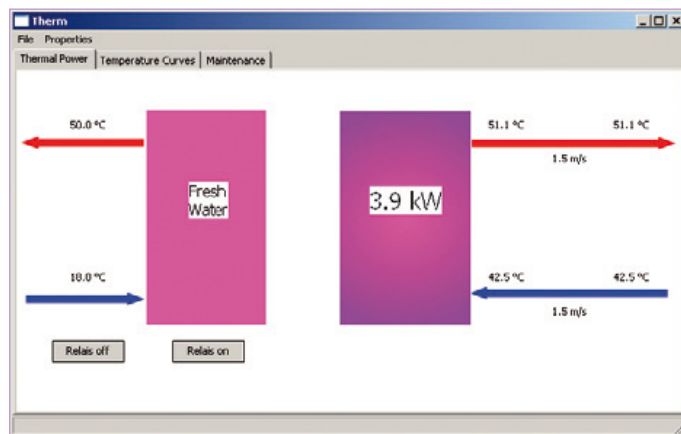 Therm
File Properties
Thermal Power Temperature Curves Maintenance
50.0 °C
51.1 °C 51.1 °C
1.5 m/s
Fresh
Water
3.9 kW
18.0 °C
42.5 °C 42.5 °C
1.5 m/s
Relais off Relais on